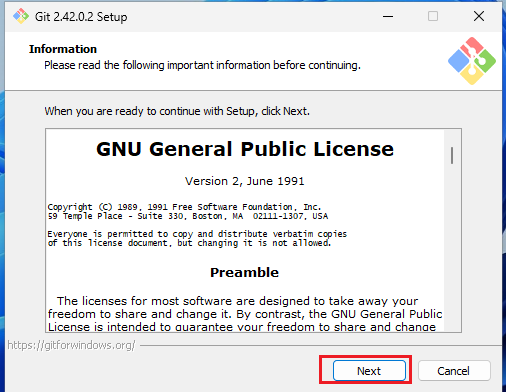 Git 2.42.0.2 Setup
Information
Please read the following important information before continuing.
When you are ready to continue with Setup, click Next.
GNU General Public License
Version 2, June 1991
Copyright (C) 1989, 1991 Free Software Foundation, Inc.
59 Temple Place - Suite 330, Boston, MA  02111-1307, USA
Everyone is permitted to copy and distribute verbatim copies
of this license document, but changing it is not allowed.
Preamble
The licenses for most software are designed to take away your
freedom to share and change it. By contrast, the GNU General Public
License is intended to guarantee your freedom to share and change
https://gitforwindows.org/
Next
Cancel